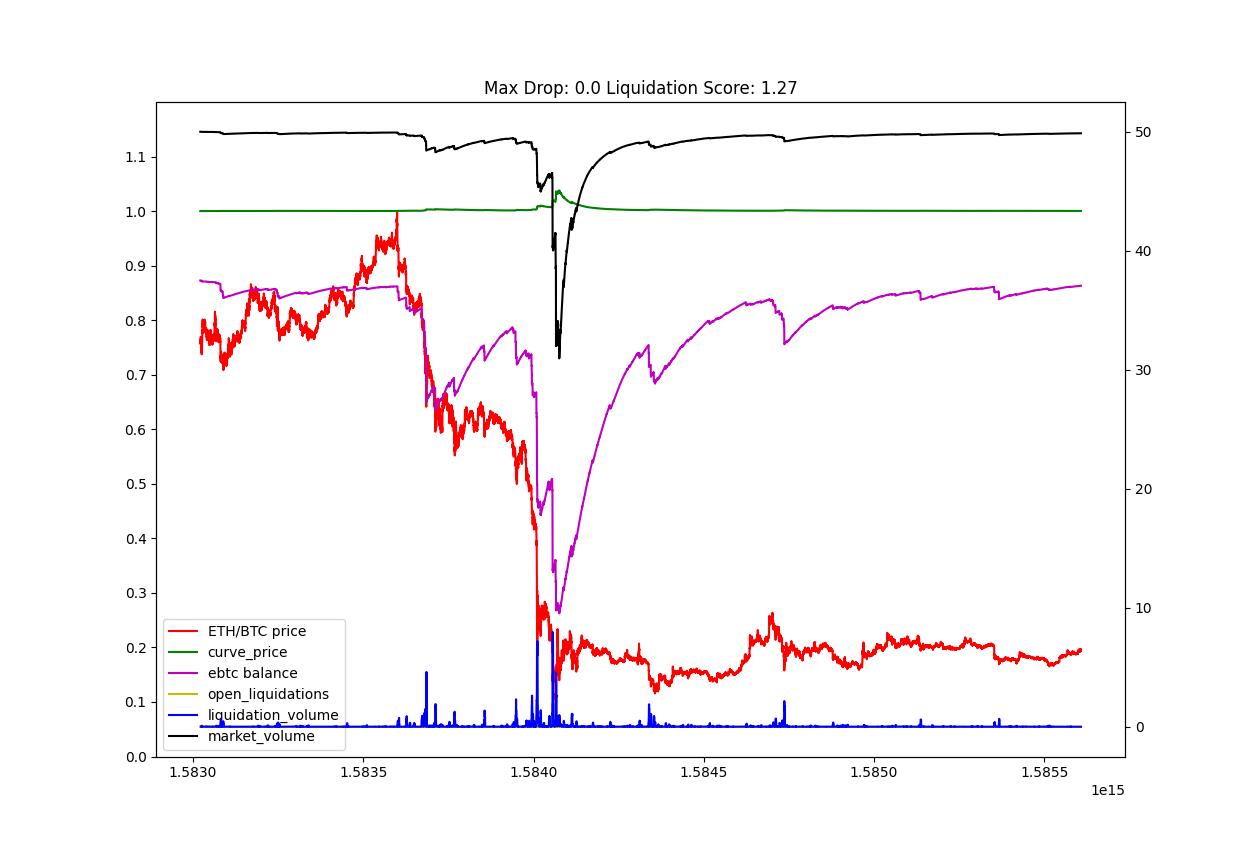 Max Drop: 0.0 Liquidation Score: 1.27
1.1
1.0
0.9
0.8
0.7
0.6
0.5
0.4
0.3
0.2
0.1
0.0
50
40
30
20
10
0
ETH/BTC price
curve_price
ebtc balance
open_liquidations
liquidation_volume
market_volume
1.5830 1.5835 1.5840 1.5845 1.5850 1.5855
1e15